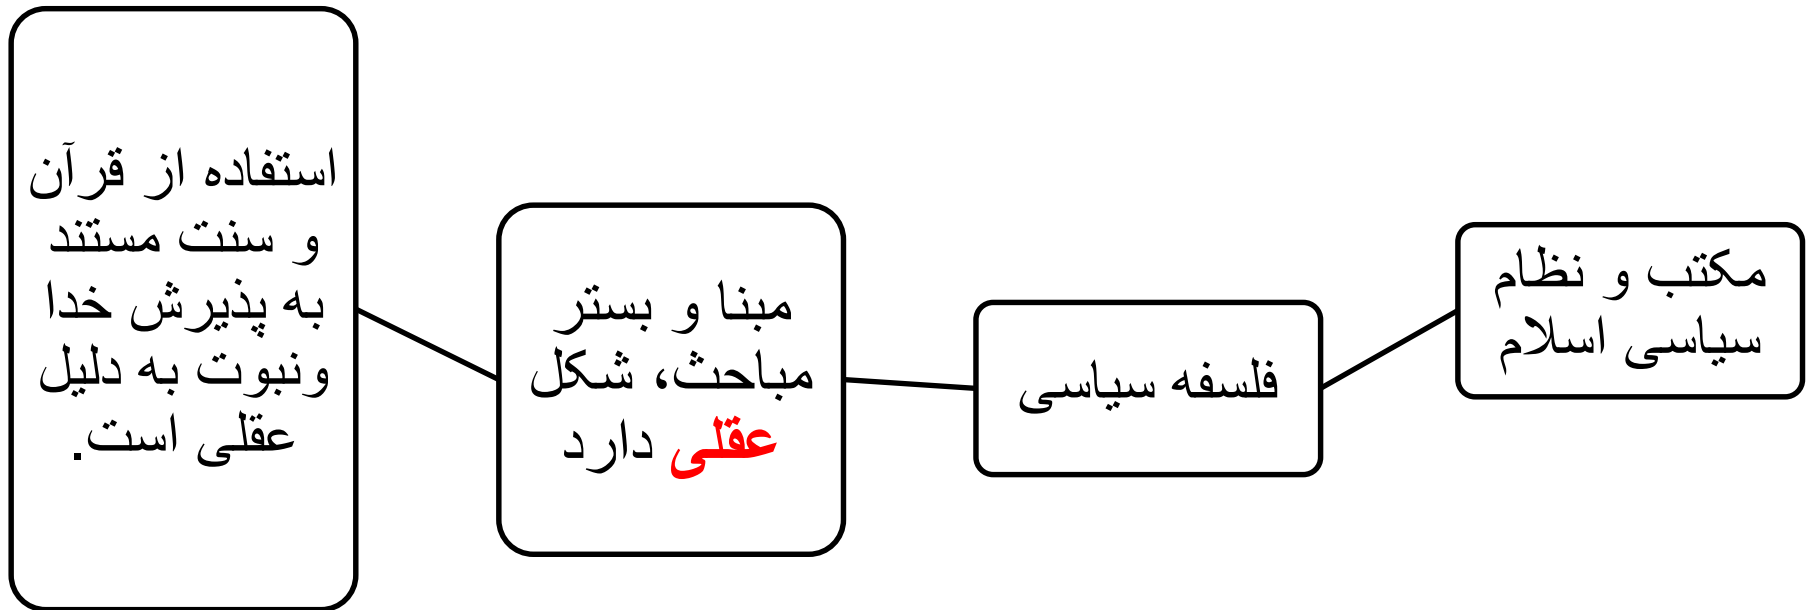 مکتب و نظام
سیاسی اسلام
فلسفه سیاسی
مبنا و بستر
مباحث، شکل
عقلی دارد
استفاده از قرآن
و سنت مستند
به پذیرش خدا
ونبوت به دلیل
عقلی است.